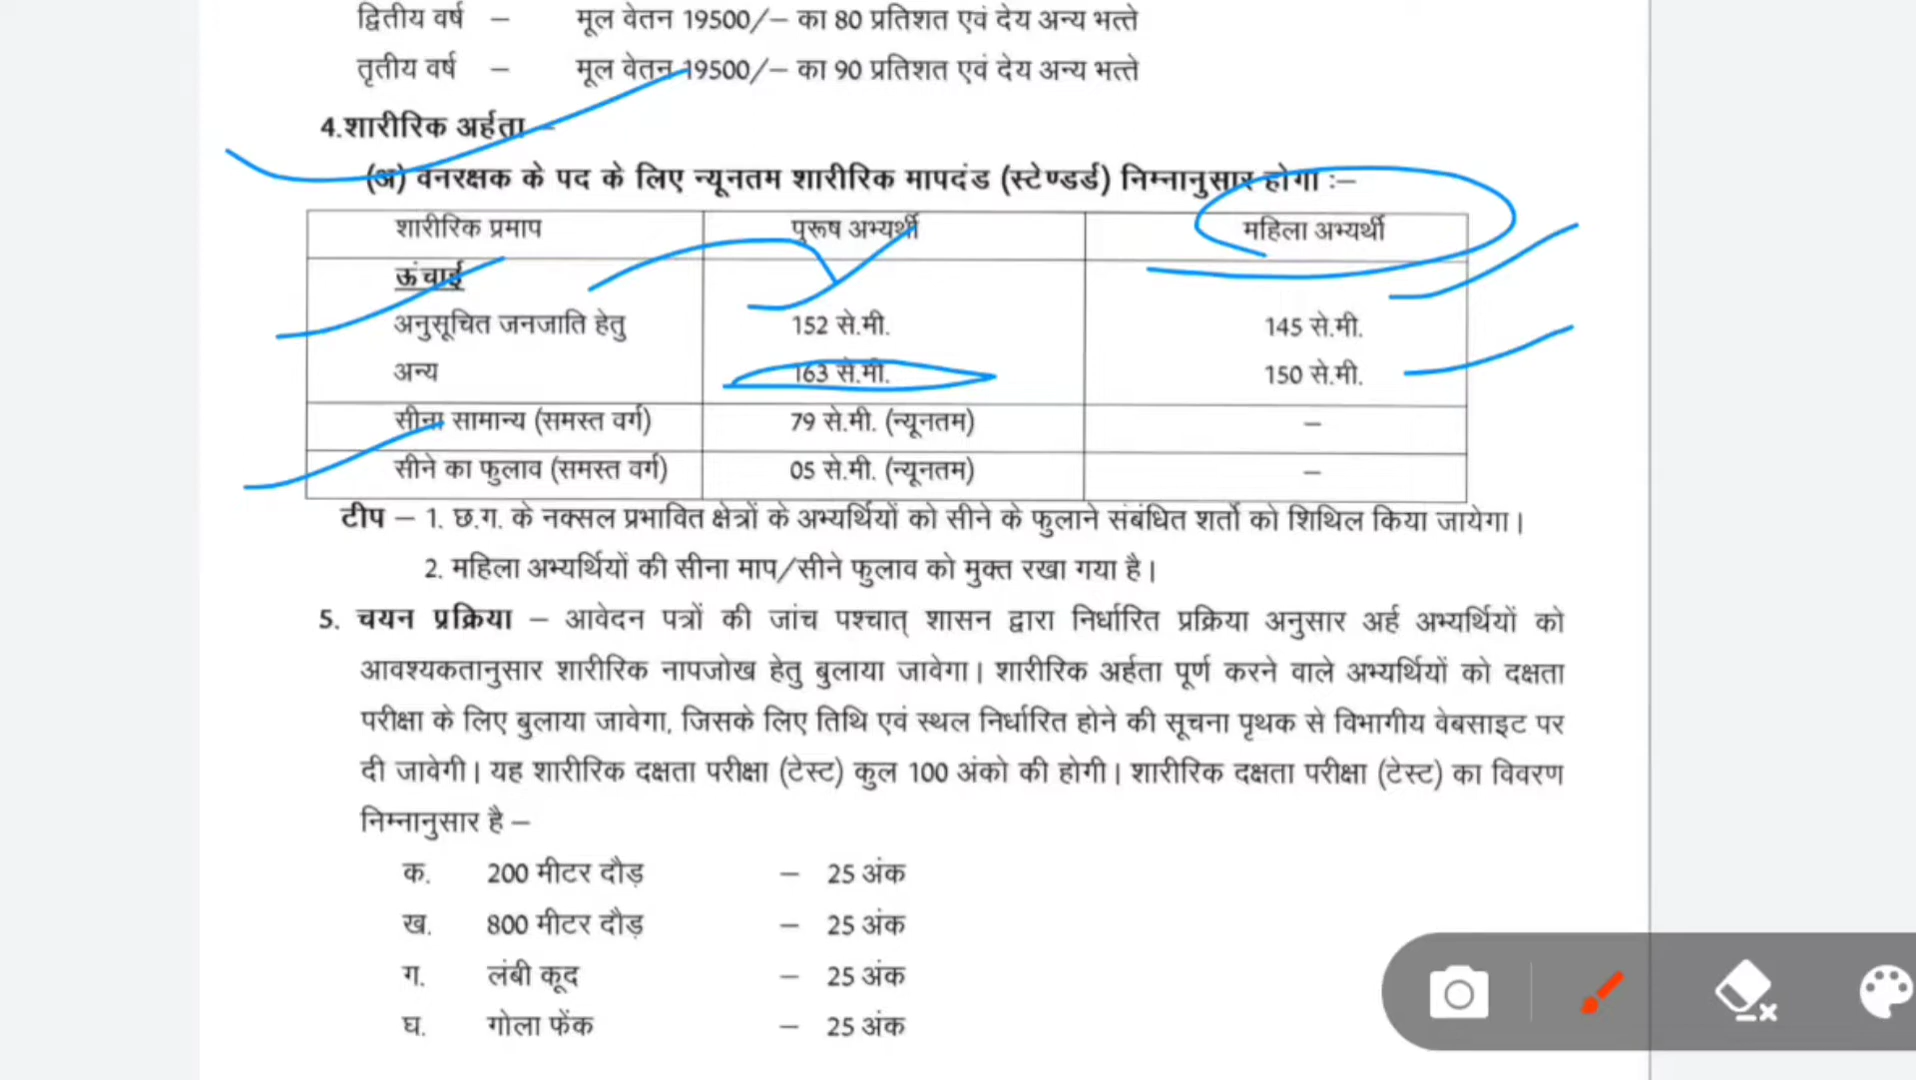 द्वितीय वर्ष – मूल वेतन 19500/– का 80 प्रतिशत एवं देय अन्य भत्ते
तृतीय वर्ष – मूल वेतन 19500/– का 90 प्रतिशत एवं देय अन्य भत्ते
4.शारीरिक अर्हता –
(अ) वनरक्षक के पद के लिए न्यूनतम शारीरिक मापदंड (स्टेण्डर्ड) निम्नानुसार होगा :–
शारीरिक प्रमाप पुरूष अभ्यर्थी महिला अभ्यर्थी
ऊंचाई
अनुसूचित जनजाति हेतु 152 से.मी. 145 से.मी.
अन्य 163 से.मी. 150 से.मी.
सीना सामान्य (समस्त वर्ग) 79 से.मी. (न्यूनतम) –
सीने का फुलाव (समस्त वर्ग) 05 से.मी. (न्यूनतम) –
टीप – 1. छ.ग. के नक्सल प्रभावित क्षेत्रों के अभ्यर्थियों को सीने के फुलाने संबंधित शर्तो को शिथिल किया जायेगा।
2. महिला अभ्यर्थियों की सीना माप/सीने फुलाव को मुक्त रखा गया है।
5. चयन प्रक्रिया – आवेदन पत्रों की जांच पश्चात् शासन द्वारा निर्धारित प्रक्रिया अनुसार अर्ह अभ्यर्थियों को
आवश्यकतानुसार शारीरिक नापजोख हेतु बुलाया जावेगा। शारीरिक अर्हता पूर्ण करने वाले अभ्यर्थियों को दक्षता
परीक्षा के लिए बुलाया जावेगा, जिसके लिए तिथि एवं स्थल निर्धारित होने की सूचना पृथक से विभागीय वेबसाइट पर
दी जावेगी। यह शारीरिक दक्षता परीक्षा (टेस्ट) कुल 100 अंको की होगी। शारीरिक दक्षता परीक्षा (टेस्ट) का विवरण
निम्नानुसार है –
क. 200 मीटर दौड़ – 25 अंक
ख. 800 मीटर दौड़ – 25 अंक
ग. लंबी कूद – 25 अंक
घ. गोला फेंक – 25 अंक